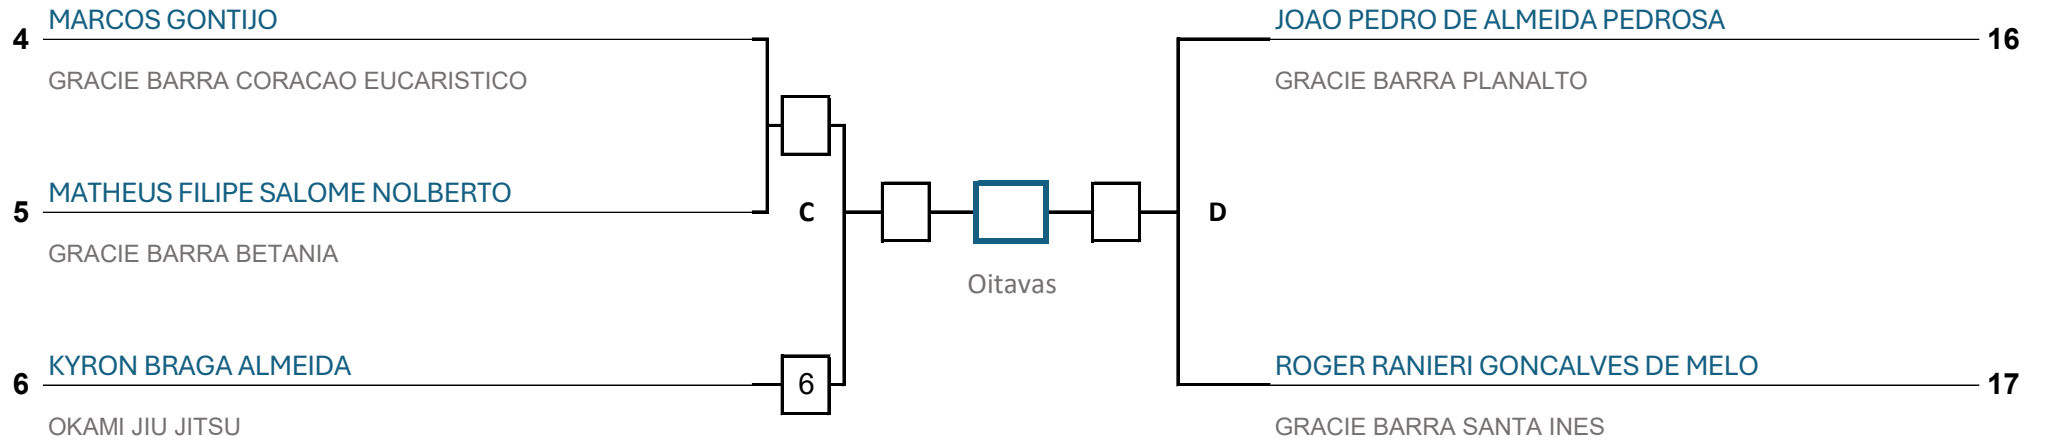 MARCOS GONTIJO
4
GRACIE BARRA CORACAO EUCARISTICO
MATHEUS FILIPE SALOME NOLBERTO
5
GRACIE BARRA BETANIA
KYRON BRAGA ALMEIDA
6
OKAMI JIU JITSU
6
C
Oitavas
D
JOAO PEDRO DE ALMEIDA PEDROSA
16
GRACIE BARRA PLANALTO
ROGER RANIERI GONCALVES DE MELO
17
GRACIE BARRA SANTA INES